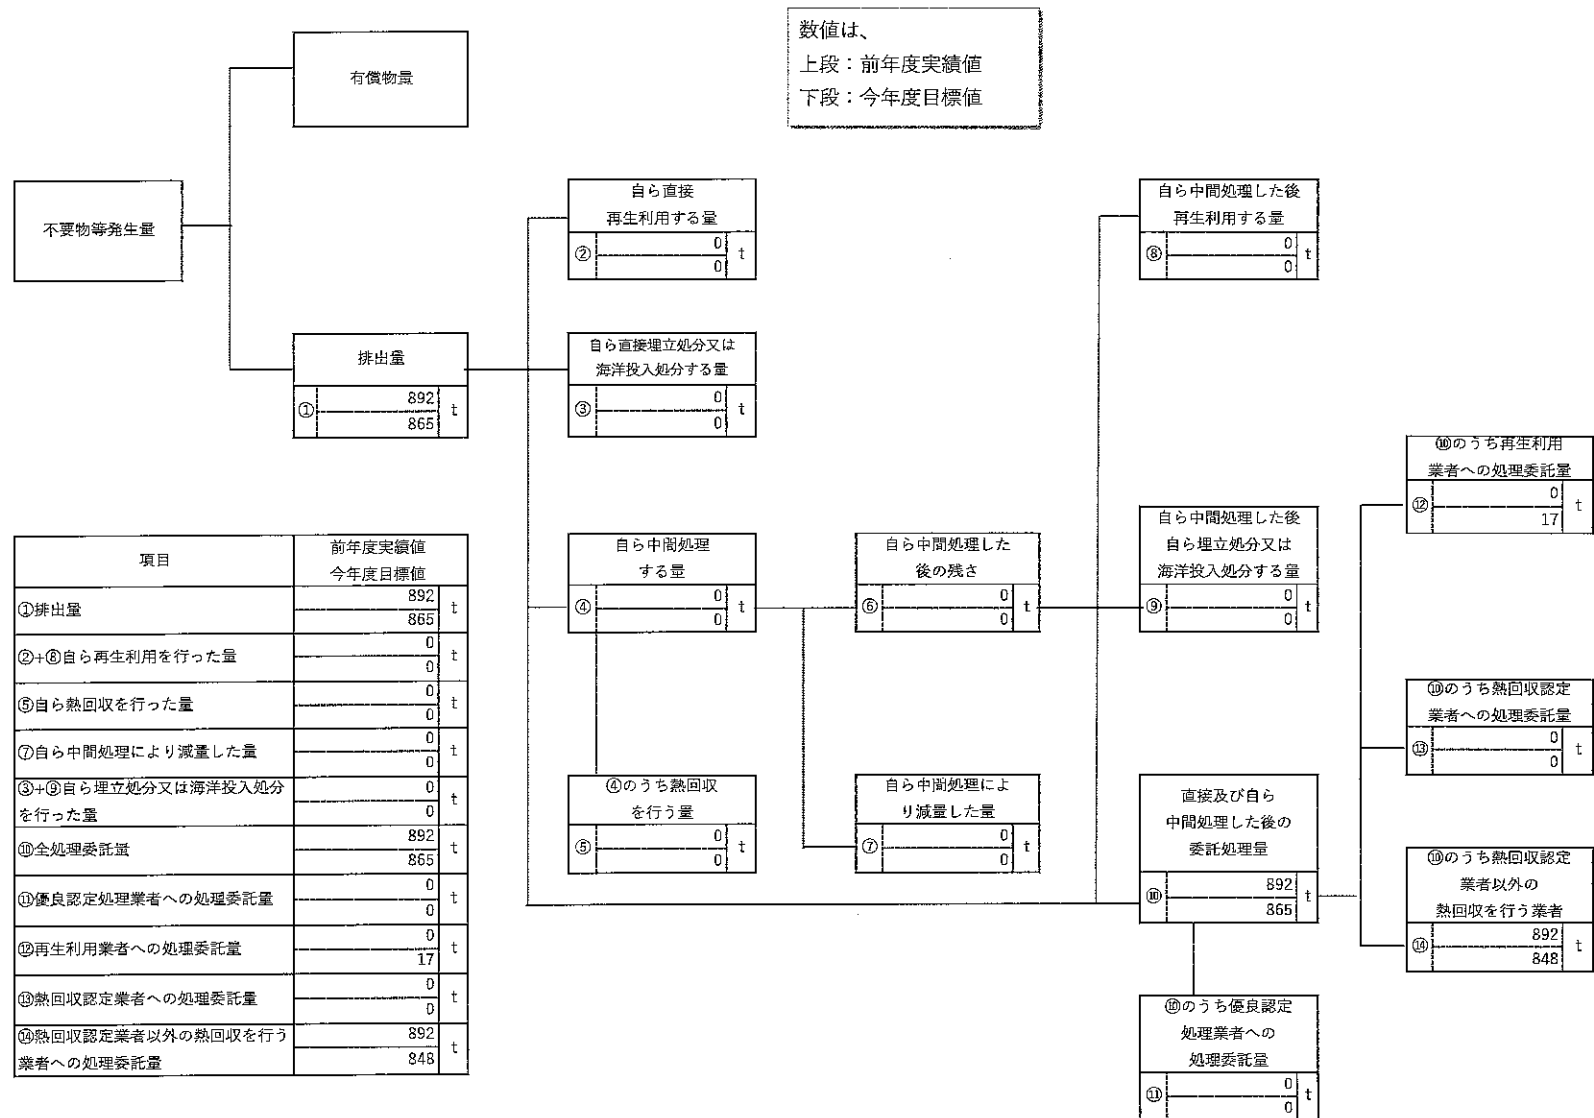 数値は、
上段：前年度実績値
下段：今年度目標値
有償物量
不要物等発生量
排出量
①
892
865
t
自ら直接
再生利用する量
②
0
0
t
自ら直接埋立処分又は
海洋投入処分する量
③
0
0
t
自ら中間処理
する量
④
0
0
t
④のうち熱回収
を行う量
⑤
0
0
t
自ら中間処理した
後の残さ
⑥
0
0
t
自ら中間処理によ
り減量した量
⑦
0
0
t
自ら中間処理した後
再生利用する量
⑧
0
0
t
自ら中間処理した後
自ら埋立処分又は
海洋投入処分する量
⑨
0
0
t
直接及び自ら
中間処理した後の
委託処理量
⑩
892
865
t
⑩のうち優良認定
処理業者への
処理委託量
⑪
0
0
t
⑩のうち再生利用
業者への処理委託量
⑫
0
17
t
⑩のうち熱回収認定
業者への処理委託量
⑬
0
0
t
⑩のうち熱回収認定
業者以外の
熱回収を行う業者
⑭
892
848
t
項目
前年度実績値
今年度目標値
①排出量
892
865
t
②+⑧自ら再生利用を行った量
0
0
t
⑤自ら熱回収を行った量
0
0
t
⑦自ら中間処理により減量した量
0
0
t
③+⑨自ら埋立処分又は海洋投入処分
を行った量
0
0
t
⑩全処理委託量
892
865
t
⑪優良認定処理業者への処理委託量
0
0
t
⑫再生利用業者への処理委託量
0
17
t
⑬熱回収認定業者への処理委託量
0
0
t
⑭熱回収認定業者以外の熱回収を行う
業者への処理委託量
892
848
t